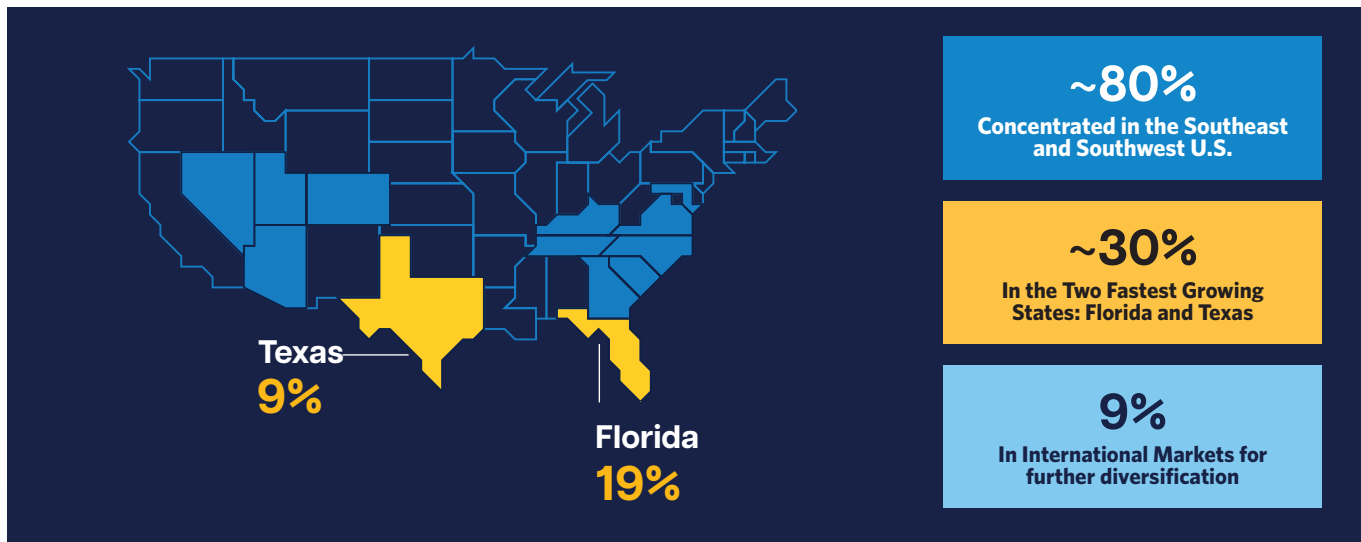 Texas
9%
Florida
19%
~80%
Concentrated in the Southeast
and Southwest U.S.
~30%
In the Two Fastest Growing
States: Florida and Texas
9%
In International Markets for
further diversification